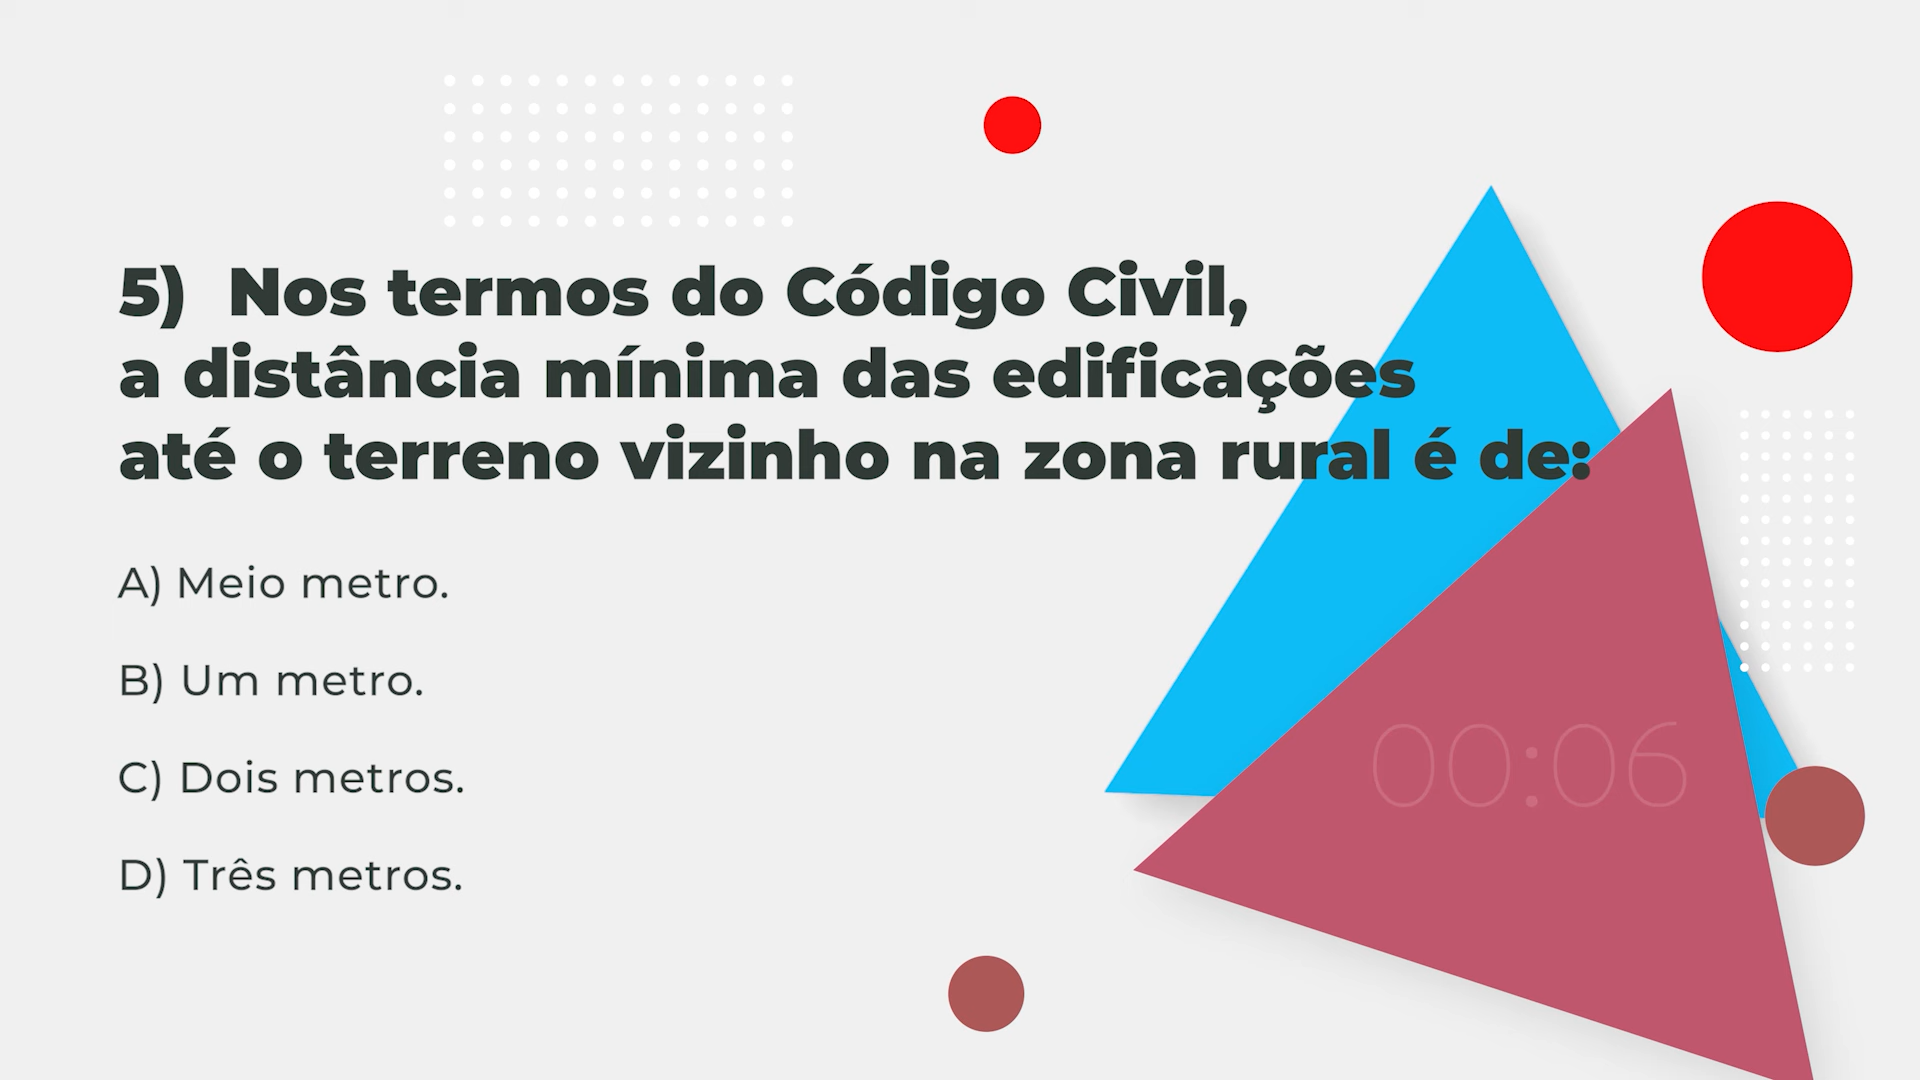 5) Nos termos do Código Civil,
a distância mínima das edificações
até o terreno vizinho na zona rural é de:
A) Meio metro.
B) Um metro.
C) Dois metros.
D) Três metros.
00:06